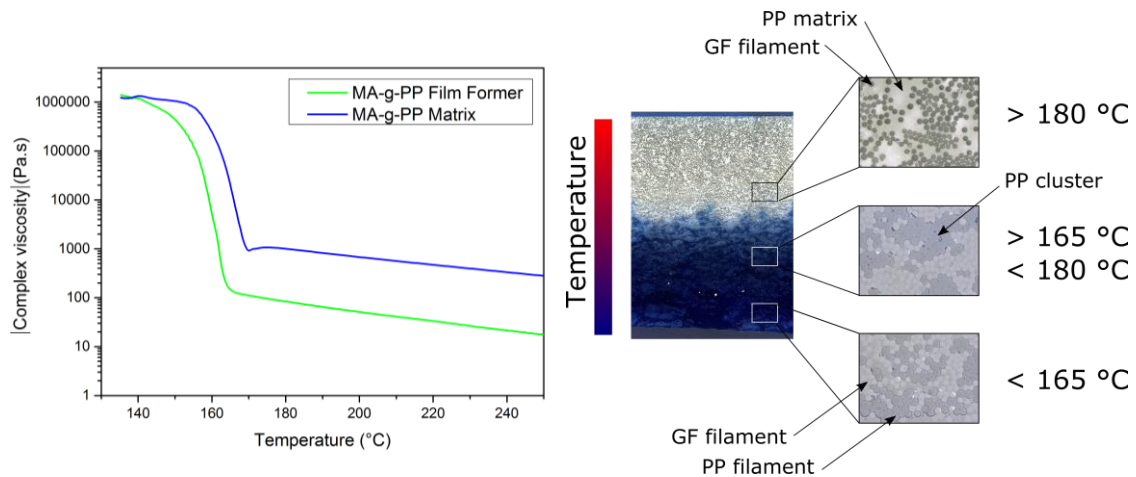 MA-g-PP Film Former
MA-g-PP Matrix
|Complex viscosity|(Pa.s)
1000000
100000
10000
1000
100
10
1
140
160
180
200
220
240
Temperature (°C)
Temperature
PP matrix
GF filament
> 180 °C
PP cluster
> 165 °C
< 180 °C
< 165 °C
GF filament
PP filament